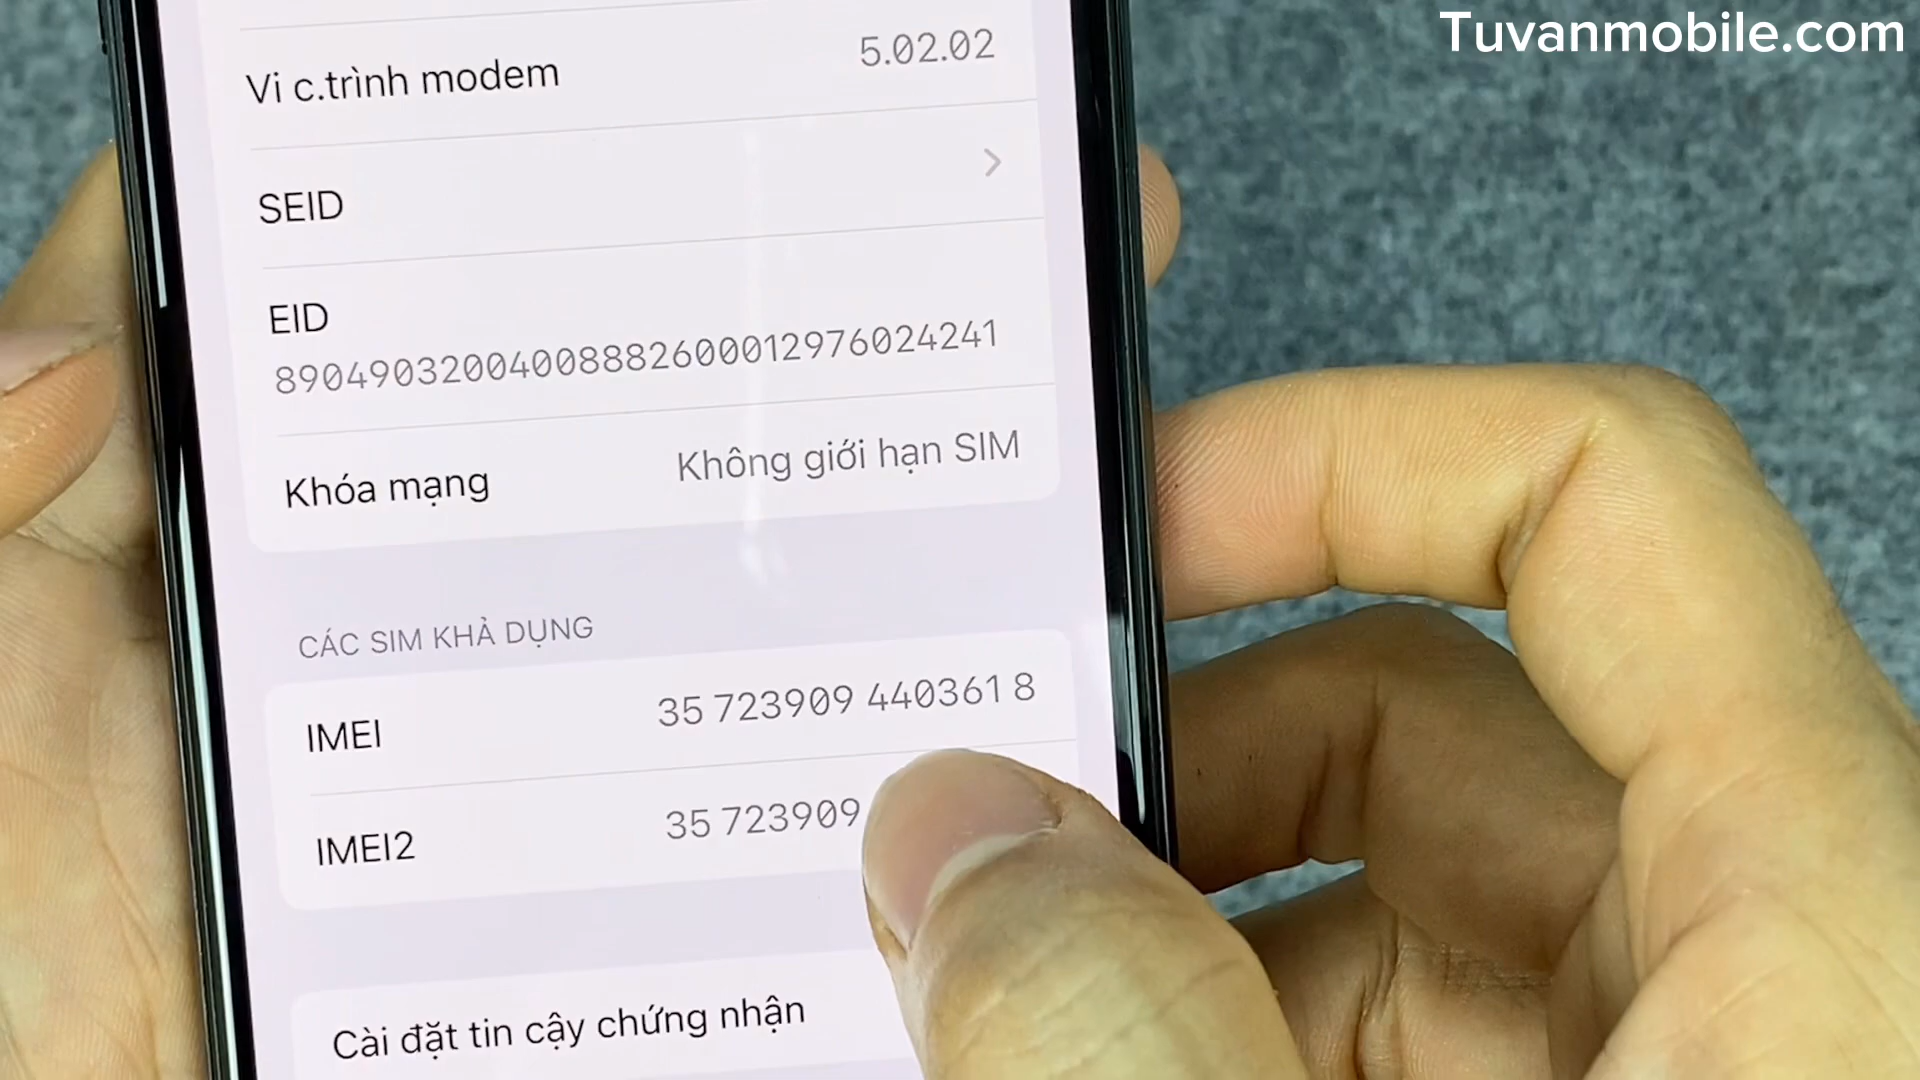 Tuvanmobile.com
Vi c.trình modem 5.02.02
SEID
EID
89049032004008882600012976024241
Khóa mạng Không giới hạn SIM
CÁC SIM KHẢ DỤNG
IMEI 35 723909 440361 8
IMEI2 35 723909
Cài đặt tin cậy chứng nhận